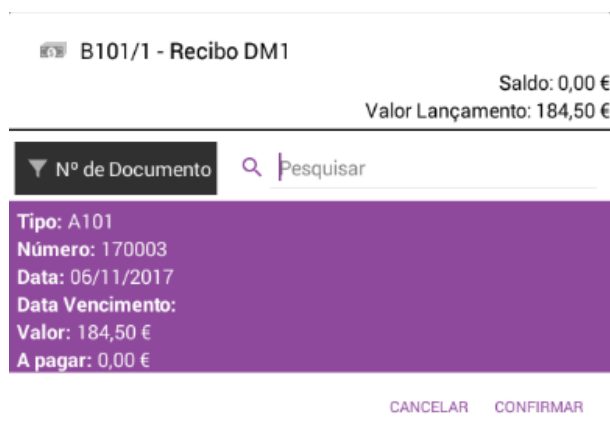 B101/1 - Recibo DM1
Saldo: 0,00 €
Valor Lançamento: 184,50 €
Nº de Documento
Pesquisar
Tipo: A101
Número: 170003
Data: 06/11/2017
Data Vencimento:
Valor: 184,50 €
A pagar: 0,00 €
CANCELAR CONFIRMAR